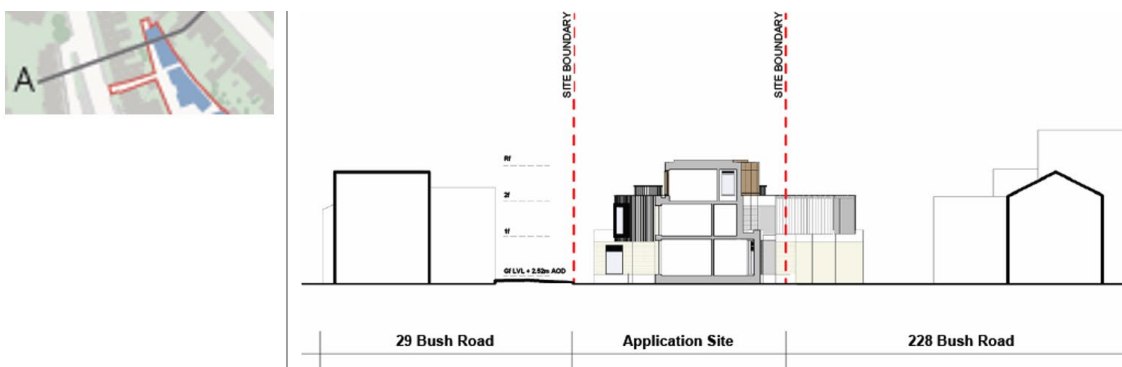 A
SITE BOUNDARY
SITE BOUNDARY
Rf
2f
1f
Gf LVL + 2.52m AOD
29 Bush Road
Application Site
228 Bush Road